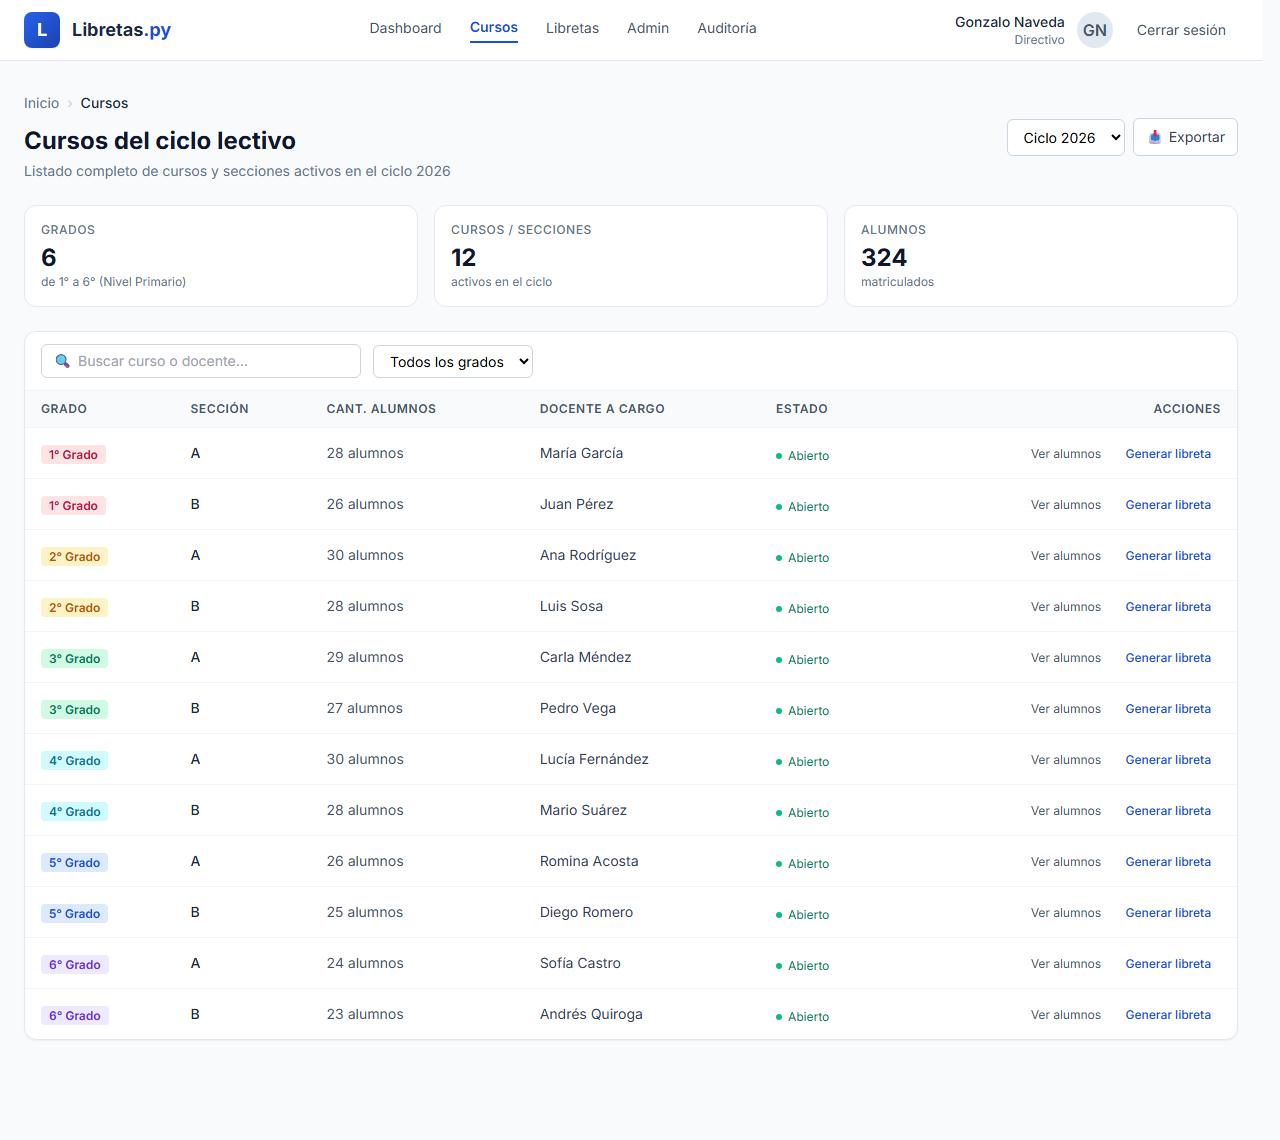 L Libretas.py Dashboard Cursos Libretas Admin Auditoría Gonzalo Naveda GN Cerrar sesión
Directivo
Inicio › Cursos
Cursos del ciclo lectivo Ciclo 2026 Exportar
Listado completo de cursos y secciones activos en el ciclo 2026
GRADOS CURSOS / SECCIONES ALUMNOS
6 12 324
de 1° a 6° (Nivel Primario) activos en el ciclo matriculados
Buscar curso o docente... Todos los grados
GRADO SECCIÓN CANT. ALUMNOS DOCENTE A CARGO ESTADO ACCIONES
1° Grado A 28 alumnos María García Abierto Ver alumnos Generar libreta
1° Grado B 26 alumnos Juan Pérez Abierto Ver alumnos Generar libreta
2° Grado A 30 alumnos Ana Rodríguez Abierto Ver alumnos Generar libreta
2° Grado B 28 alumnos Luis Sosa Abierto Ver alumnos Generar libreta
3° Grado A 29 alumnos Carla Méndez Abierto Ver alumnos Generar libreta
3° Grado B 27 alumnos Pedro Vega Abierto Ver alumnos Generar libreta
4° Grado A 30 alumnos Lucía Fernández Abierto Ver alumnos Generar libreta
4° Grado B 28 alumnos Mario Suárez Abierto Ver alumnos Generar libreta
5° Grado A 26 alumnos Romina Acosta Abierto Ver alumnos Generar libreta
5° Grado B 25 alumnos Diego Romero Abierto Ver alumnos Generar libreta
6° Grado A 24 alumnos Sofía Castro Abierto Ver alumnos Generar libreta
6° Grado B 23 alumnos Andrés Quiroga Abierto Ver alumnos Generar libreta